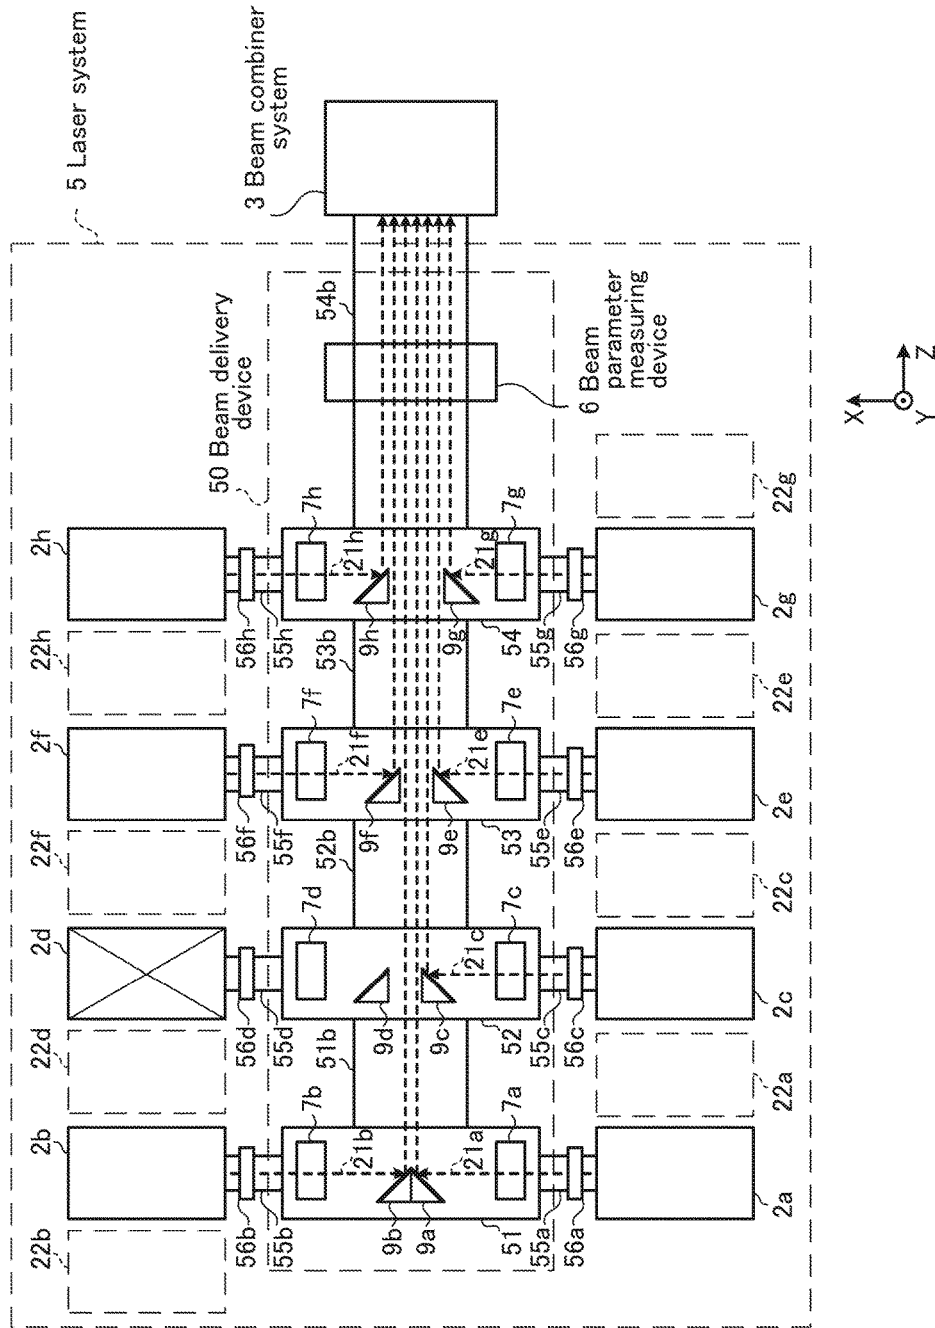 5 Laser system
3 Beam combiner
system
50 Beam delivery
device
54b
6 Beam
parameter
measuring
device
X
Y
Z
2h
22h
2f
22f
2d
22d
2b
22b
56h
55h
56f
55f
56d
55d
56b
55b
7h
21h
9h
53b
7f
21f
9f
52b
7d
9d
51b
7b
21b
9b
7g
21g
9g
54
7e
21e
9e
53
7c
21c
9c
52
7a
21a
9a
51
55g
56g
55e
56e
55c
56c
55a
56a
22g
2g
22e
2e
22c
2c
22a
2a